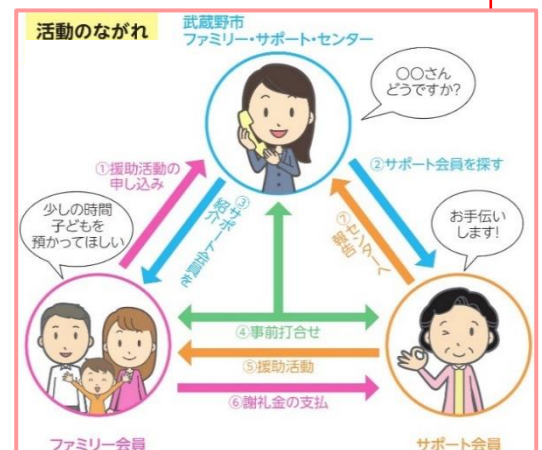 活動のながれ
武蔵野市
ファミリー・サポート・センター
〇〇さん
どうですか?
①援助活動の
申し込み
②サポート会員を探す
③サポート会員を
紹介
⑦センターへ
報告
少しの時間
子どもを
預かってほしい
お手伝い
します!
④事前打合せ
⑤援助活動
⑥謝礼金の支払
ファミリー会員
サポート会員